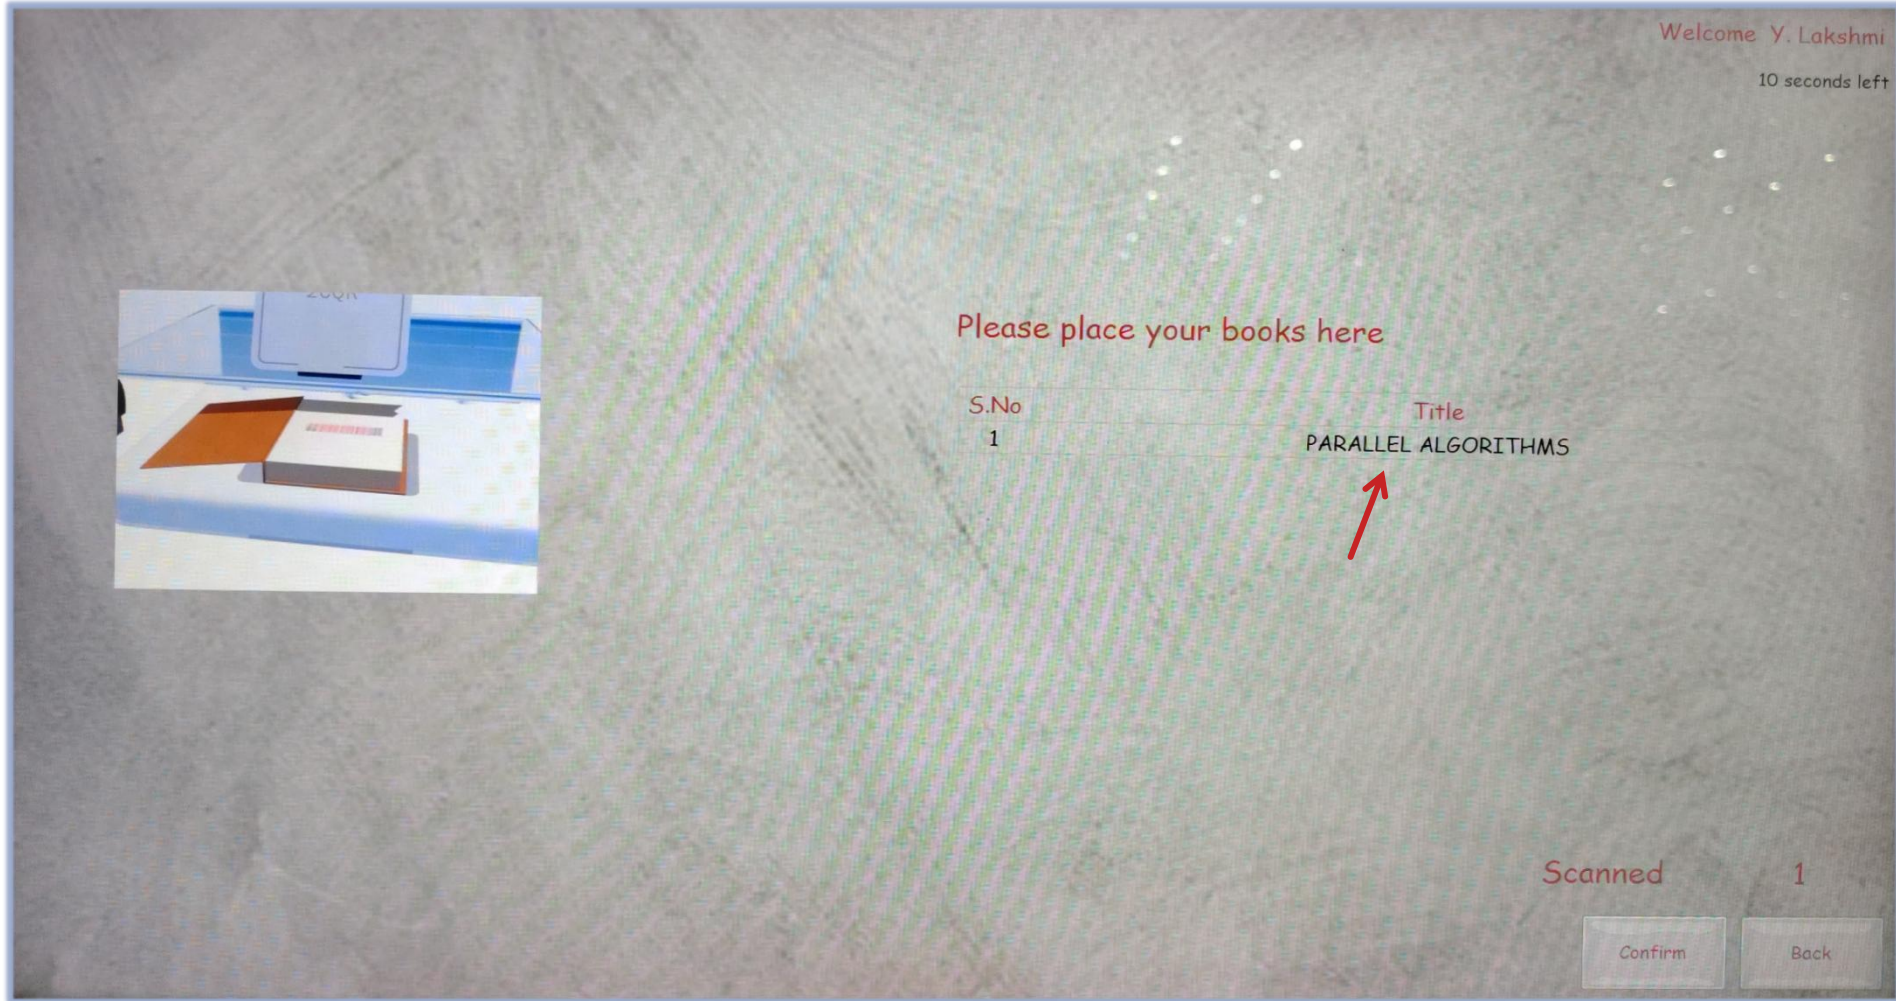 Welcome Y. Lakshmi
10 seconds left
Please place your books here
S.No Title
1 PARALLEL ALGORITHMS
Scanned 1
Confirm Back